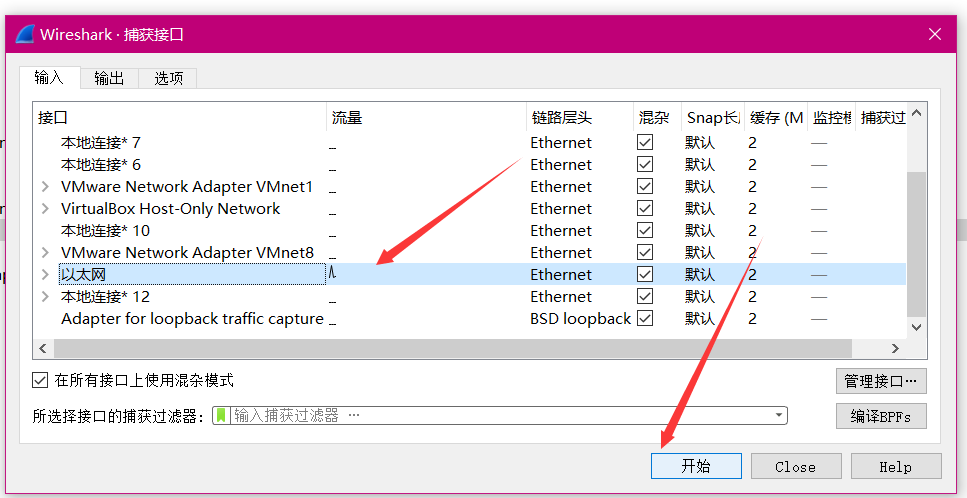 Wireshark · 捕获接口
输入 输出 选项
接口 流量 链路层头 混杂 Snap长 缓存 (M 监控模 捕获过
本地连接* 7 _ Ethernet 默认 2 —
本地连接* 6 _ Ethernet 默认 2 —
VMware Network Adapter VMnet1 _ Ethernet 默认 2 —
VirtualBox Host-Only Network _ Ethernet 默认 2 —
本地连接* 10 _ Ethernet 默认 2 —
VMware Network Adapter VMnet8 _ Ethernet 默认 2 —
以太网 Ethernet 默认 2 —
本地连接* 12 _ Ethernet 默认 2 —
Adapter for loopback traffic capture _ BSD loopback 默认 2 —
在所有接口上使用混杂模式
管理接口…
所选择接口的捕获过滤器: 输入捕获过滤器 …
编译BPFs
开始 Close Help